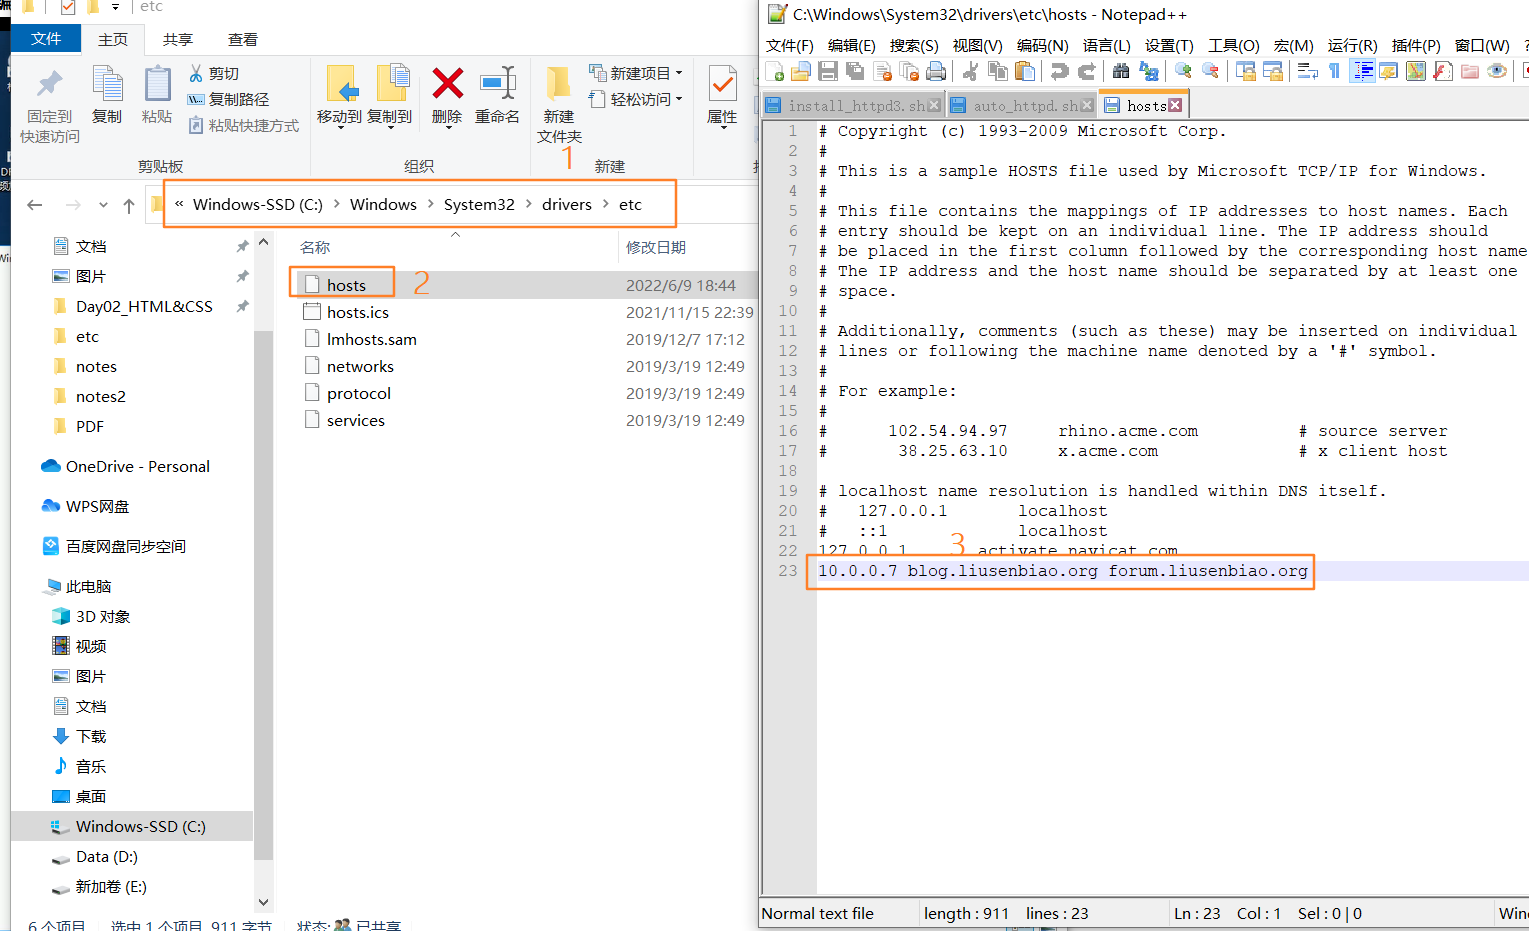 etc
文件 主页 共享 查看
固定到
快速访问
复制
粘贴
剪切
复制路径
粘贴快捷方式
剪贴板
移动到
复制到
删除
重命名
组织
新建
文件夹
新建项目
轻松访问
新建
属性
1
« Windows-SSD (C:) > Windows > System32 > drivers > etc
文档
图片
Day02_HTML&CSS
etc
notes
notes2
PDF
OneDrive - Personal
WPS网盘
百度网盘同步空间
此电脑
3D 对象
视频
图片
文档
下载
音乐
桌面
Windows-SSD (C:)
Data (D:)
新加卷 (E:)
名称 修改日期
hosts 2 2022/6/9 18:44
hosts.ics 2021/11/15 22:39
lmhosts.sam 2019/12/7 17:12
networks 2019/3/19 12:49
protocol 2019/3/19 12:49
services 2019/3/19 12:49
6 个项目 选中 1 个项目 911 字节 状态: 已共享
C:\Windows\System32\drivers\etc\hosts - Notepad++
文件(F) 编辑(E) 搜索(S) 视图(V) 编码(N) 语言(L) 设置(T) 工具(O) 宏(M) 运行(R) 插件(P) 窗口(W) ?
install_httpd3.sh auto_httpd.sh hosts
1 # Copyright (c) 1993-2009 Microsoft Corp.
2 #
3 # This is a sample HOSTS file used by Microsoft TCP/IP for Windows.
4 #
5 # This file contains the mappings of IP addresses to host names. Each
6 # entry should be kept on an individual line. The IP address should
7 # be placed in the first column followed by the corresponding host name
8 # The IP address and the host name should be separated by at least one
9 # space.
10 #
11 # Additionally, comments (such as these) may be inserted on individual
12 # lines or following the machine name denoted by a '#' symbol.
13 #
14 # For example:
15 #
16 # 102.54.94.97 rhino.acme.com # source server
17 # 38.25.63.10 x.acme.com # x client host
18
19 # localhost name resolution is handled within DNS itself.
20 # 127.0.0.1 localhost
21 # ::1 localhost
22 127.0.0.1 3 activate.navicat.com
23 10.0.0.7 blog.liusenbiao.org forum.liusenbiao.org
Normal text file length : 911 lines : 23 Ln : 23 Col : 1 Sel : 0 | 0